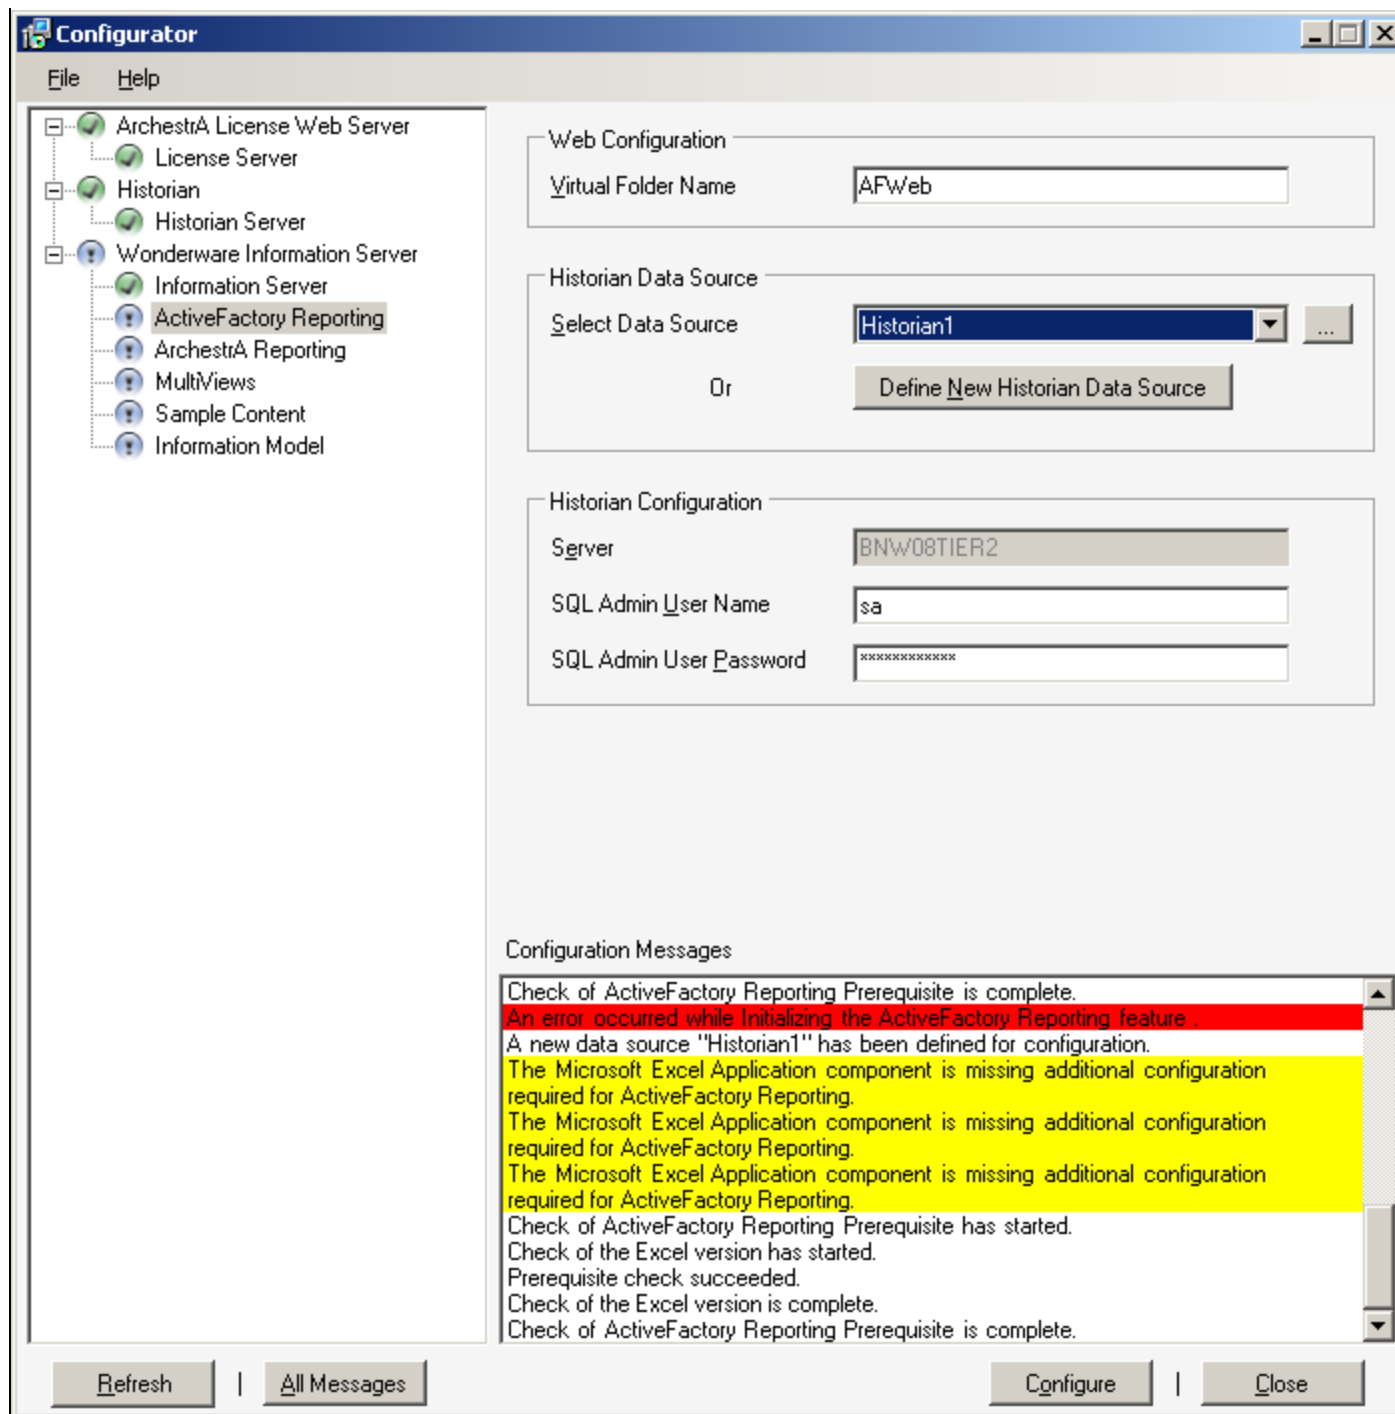 Configurator
File Help
ArchestrA License Web Server
License Server
Historian
Historian Server
Wonderware Information Server
Information Server
ActiveFactory Reporting
ArchestrA Reporting
MultiViews
Sample Content
Information Model
Web Configuration
Virtual Folder Name AFWeb
Historian Data Source
Select Data Source Historian1 ...
Or Define New Historian Data Source
Historian Configuration
Server BNW08TIER2
SQL Admin User Name sa
SQL Admin User Password ************
Configuration Messages
Check of ActiveFactory Reporting Prerequisite is complete.
An error occurred while Initializing the ActiveFactory Reporting feature .
A new data source "Historian1" has been defined for configuration.
The Microsoft Excel Application component is missing additional configuration
required for ActiveFactory Reporting.
The Microsoft Excel Application component is missing additional configuration
required for ActiveFactory Reporting.
The Microsoft Excel Application component is missing additional configuration
required for ActiveFactory Reporting.
Check of ActiveFactory Reporting Prerequisite has started.
Check of the Excel version has started.
Prerequisite check succeeded.
Check of the Excel version is complete.
Check of ActiveFactory Reporting Prerequisite is complete.
Refresh | All Messages Configure | Close